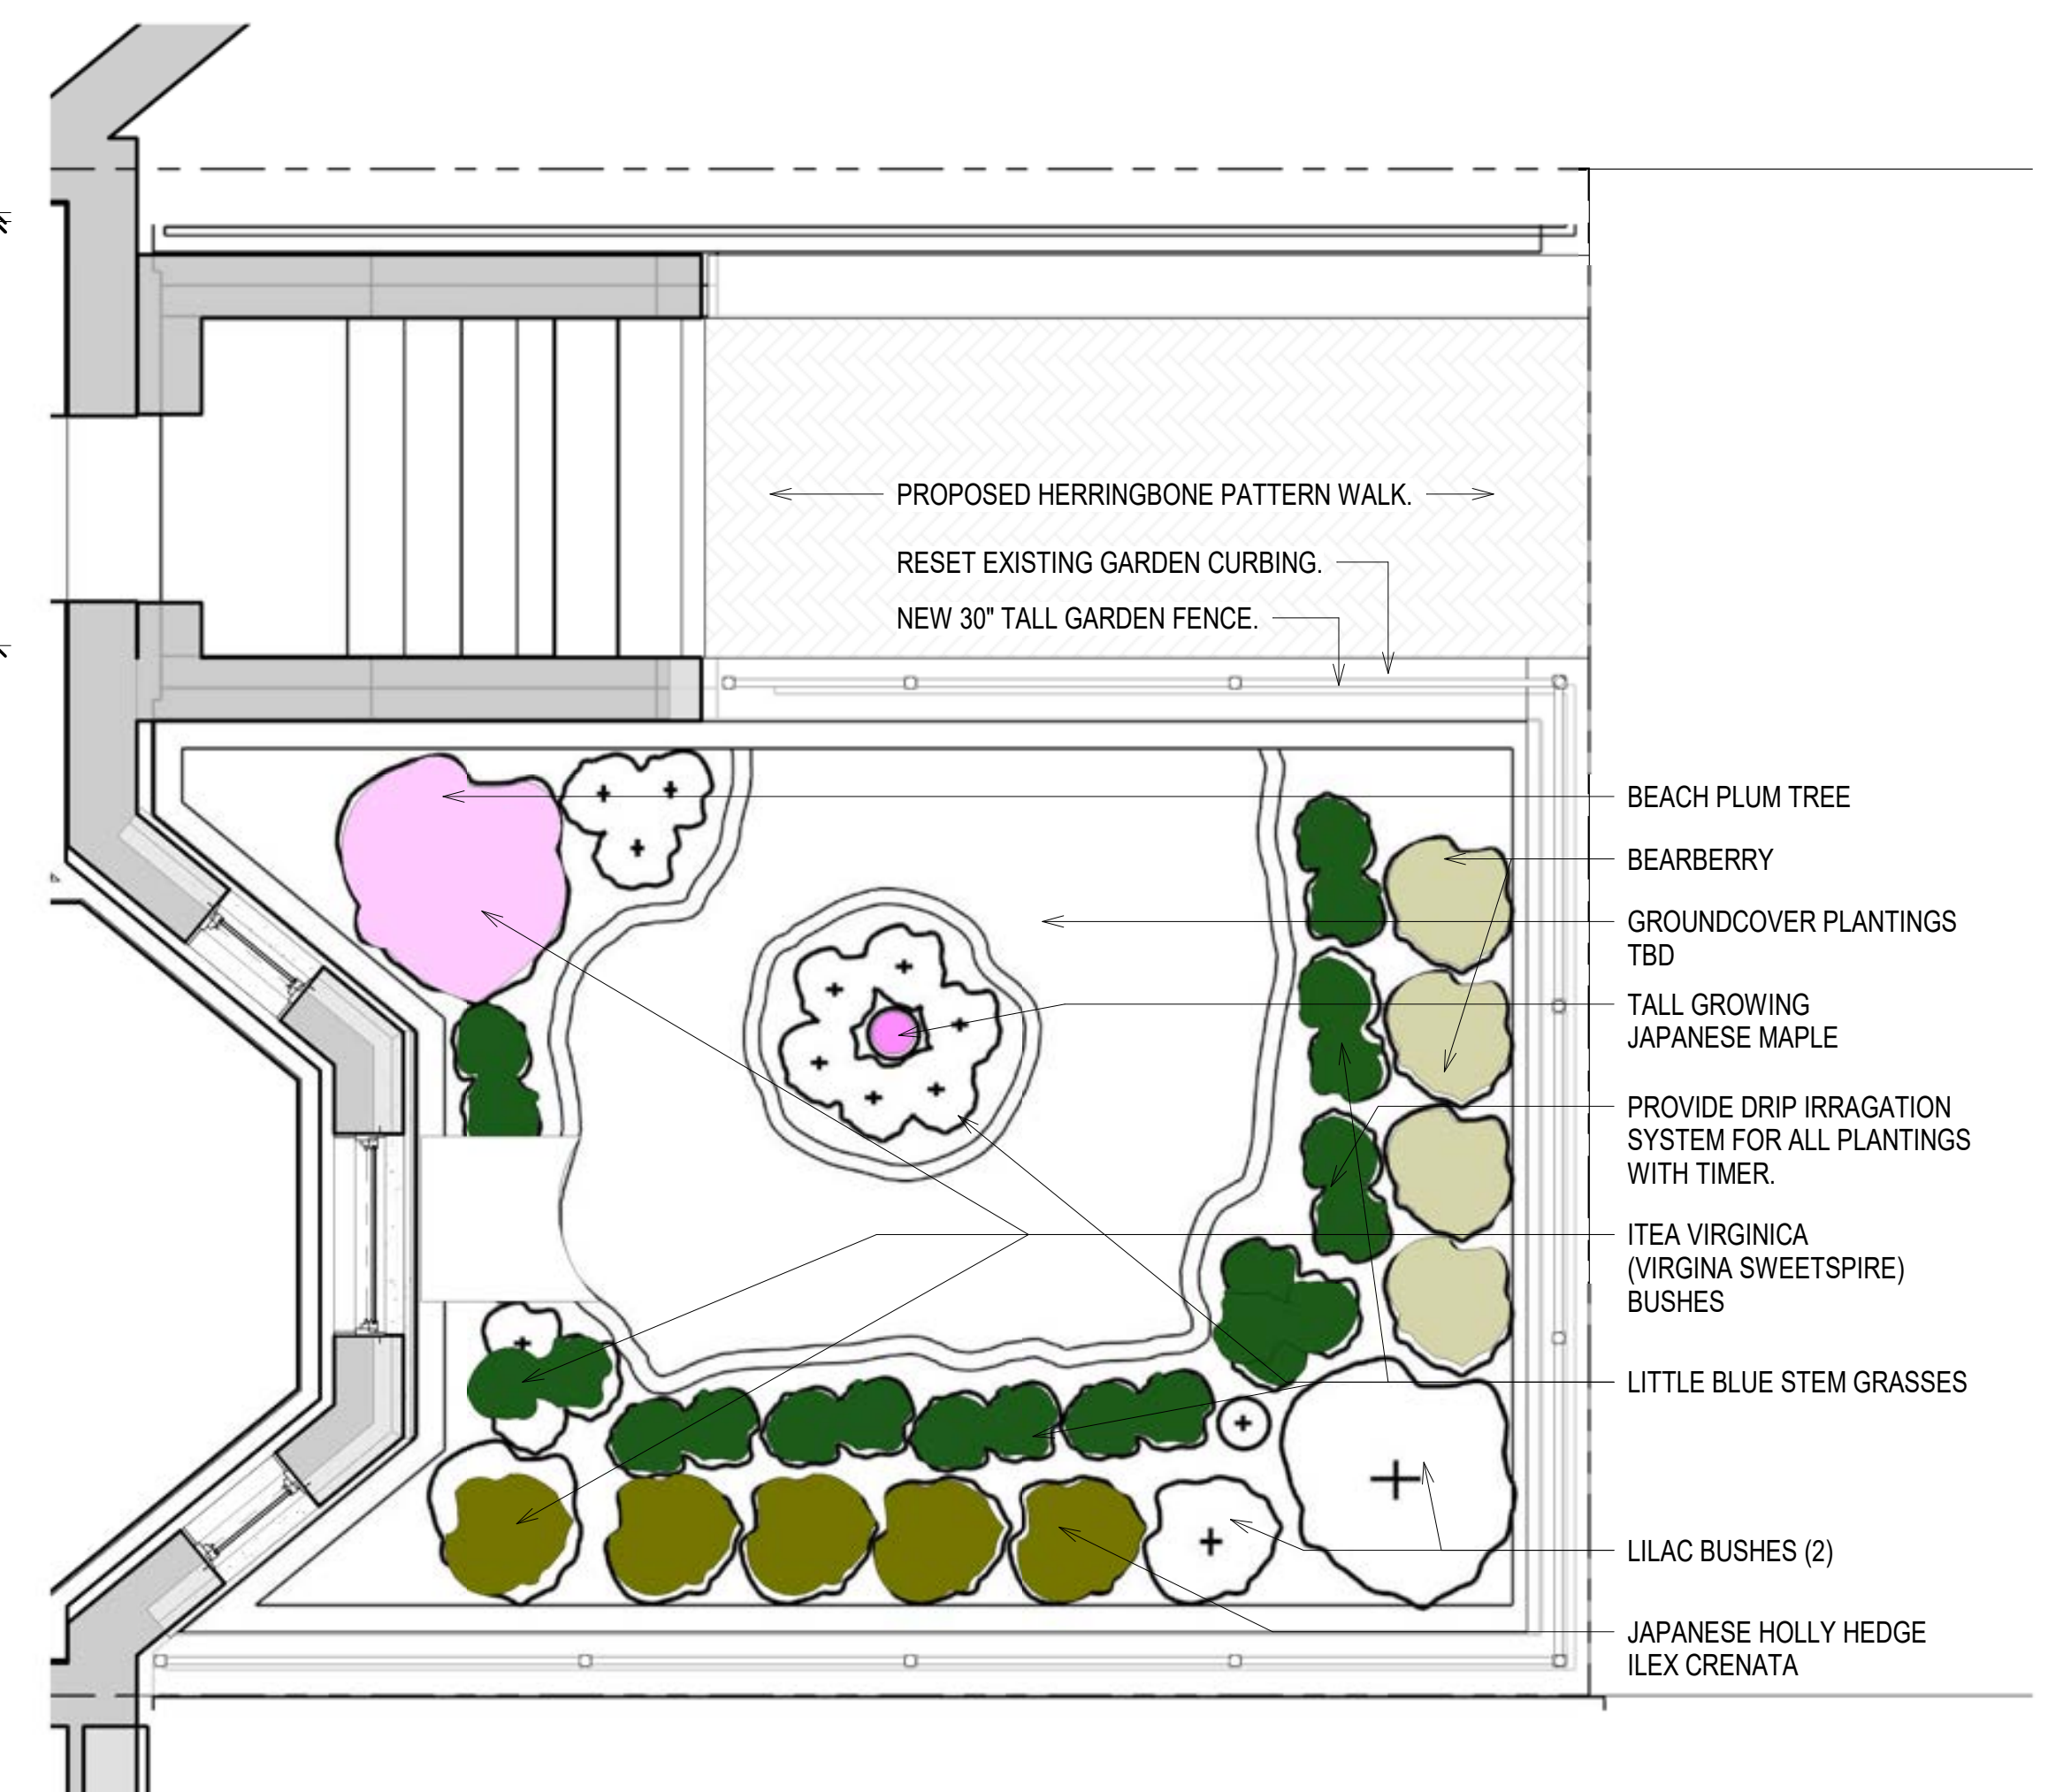 PROPOSED HERRINGBONE PATTERN WALK.
RESET EXISTING GARDEN CURBING.
NEW 30" TALL GARDEN FENCE.
BEACH PLUM TREE
BEARBERRY
GROUNDCOVER PLANTINGS
TBD
TALL GROWING
JAPANESE MAPLE
PROVIDE DRIP IRRAGATION
SYSTEM FOR ALL PLANTINGS
WITH TIMER.
ITEA VIRGINICA
(VIRGINA SWEETSPIRE)
BUSHES
LITTLE BLUE STEM GRASSES
LILAC BUSHES (2)
JAPANESE HOLLY HEDGE
ILEX CRENATA